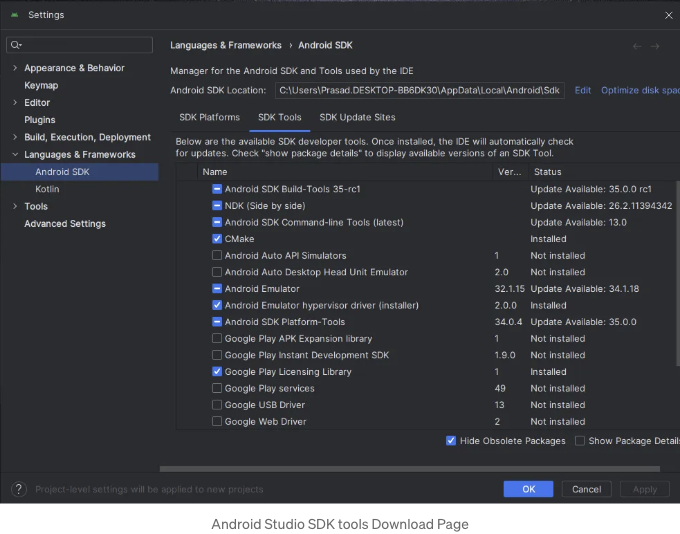 Settings
Languages & Frameworks › Android SDK
Manager for the Android SDK and Tools used by the IDE
Android SDK Location: C:\Users\Prasad.DESKTOP-BB6DK30\AppData\Local\Android\Sdk Edit Optimize disk spac
Appearance & Behavior
Keymap
Editor
Plugins
Build, Execution, Deployment
Languages & Frameworks
Android SDK
Kotlin
Tools
Advanced Settings
SDK Platforms SDK Tools SDK Update Sites
Below are the available SDK developer tools. Once installed, the IDE will automatically check
for updates. Check "show package details" to display available versions of an SDK Tool.
Name Ver... Status
Android SDK Build-Tools 35-rc1 Update Available: 35.0.0 rc1
NDK (Side by side) Update Available: 26.2.11394342
Android SDK Command-line Tools (latest) Update Available: 13.0
CMake Installed
Android Auto API Simulators 1 Not installed
Android Auto Desktop Head Unit Emulator 2.0 Not installed
Android Emulator 32.1.15 Update Available: 34.1.18
Android Emulator hypervisor driver (installer) 2.0.0 Installed
Android SDK Platform-Tools 34.0.4 Update Available: 35.0.0
Google Play APK Expansion library 1 Not installed
Google Play Instant Development SDK 1.9.0 Not installed
Google Play Licensing Library 1 Installed
Google Play services 49 Not installed
Google USB Driver 13 Not installed
Google Web Driver 2 Not installed
Hide Obsolete Packages Show Package Details
? Project-level settings will be applied to new projects
OK Cancel Apply
Android Studio SDK tools Download Page